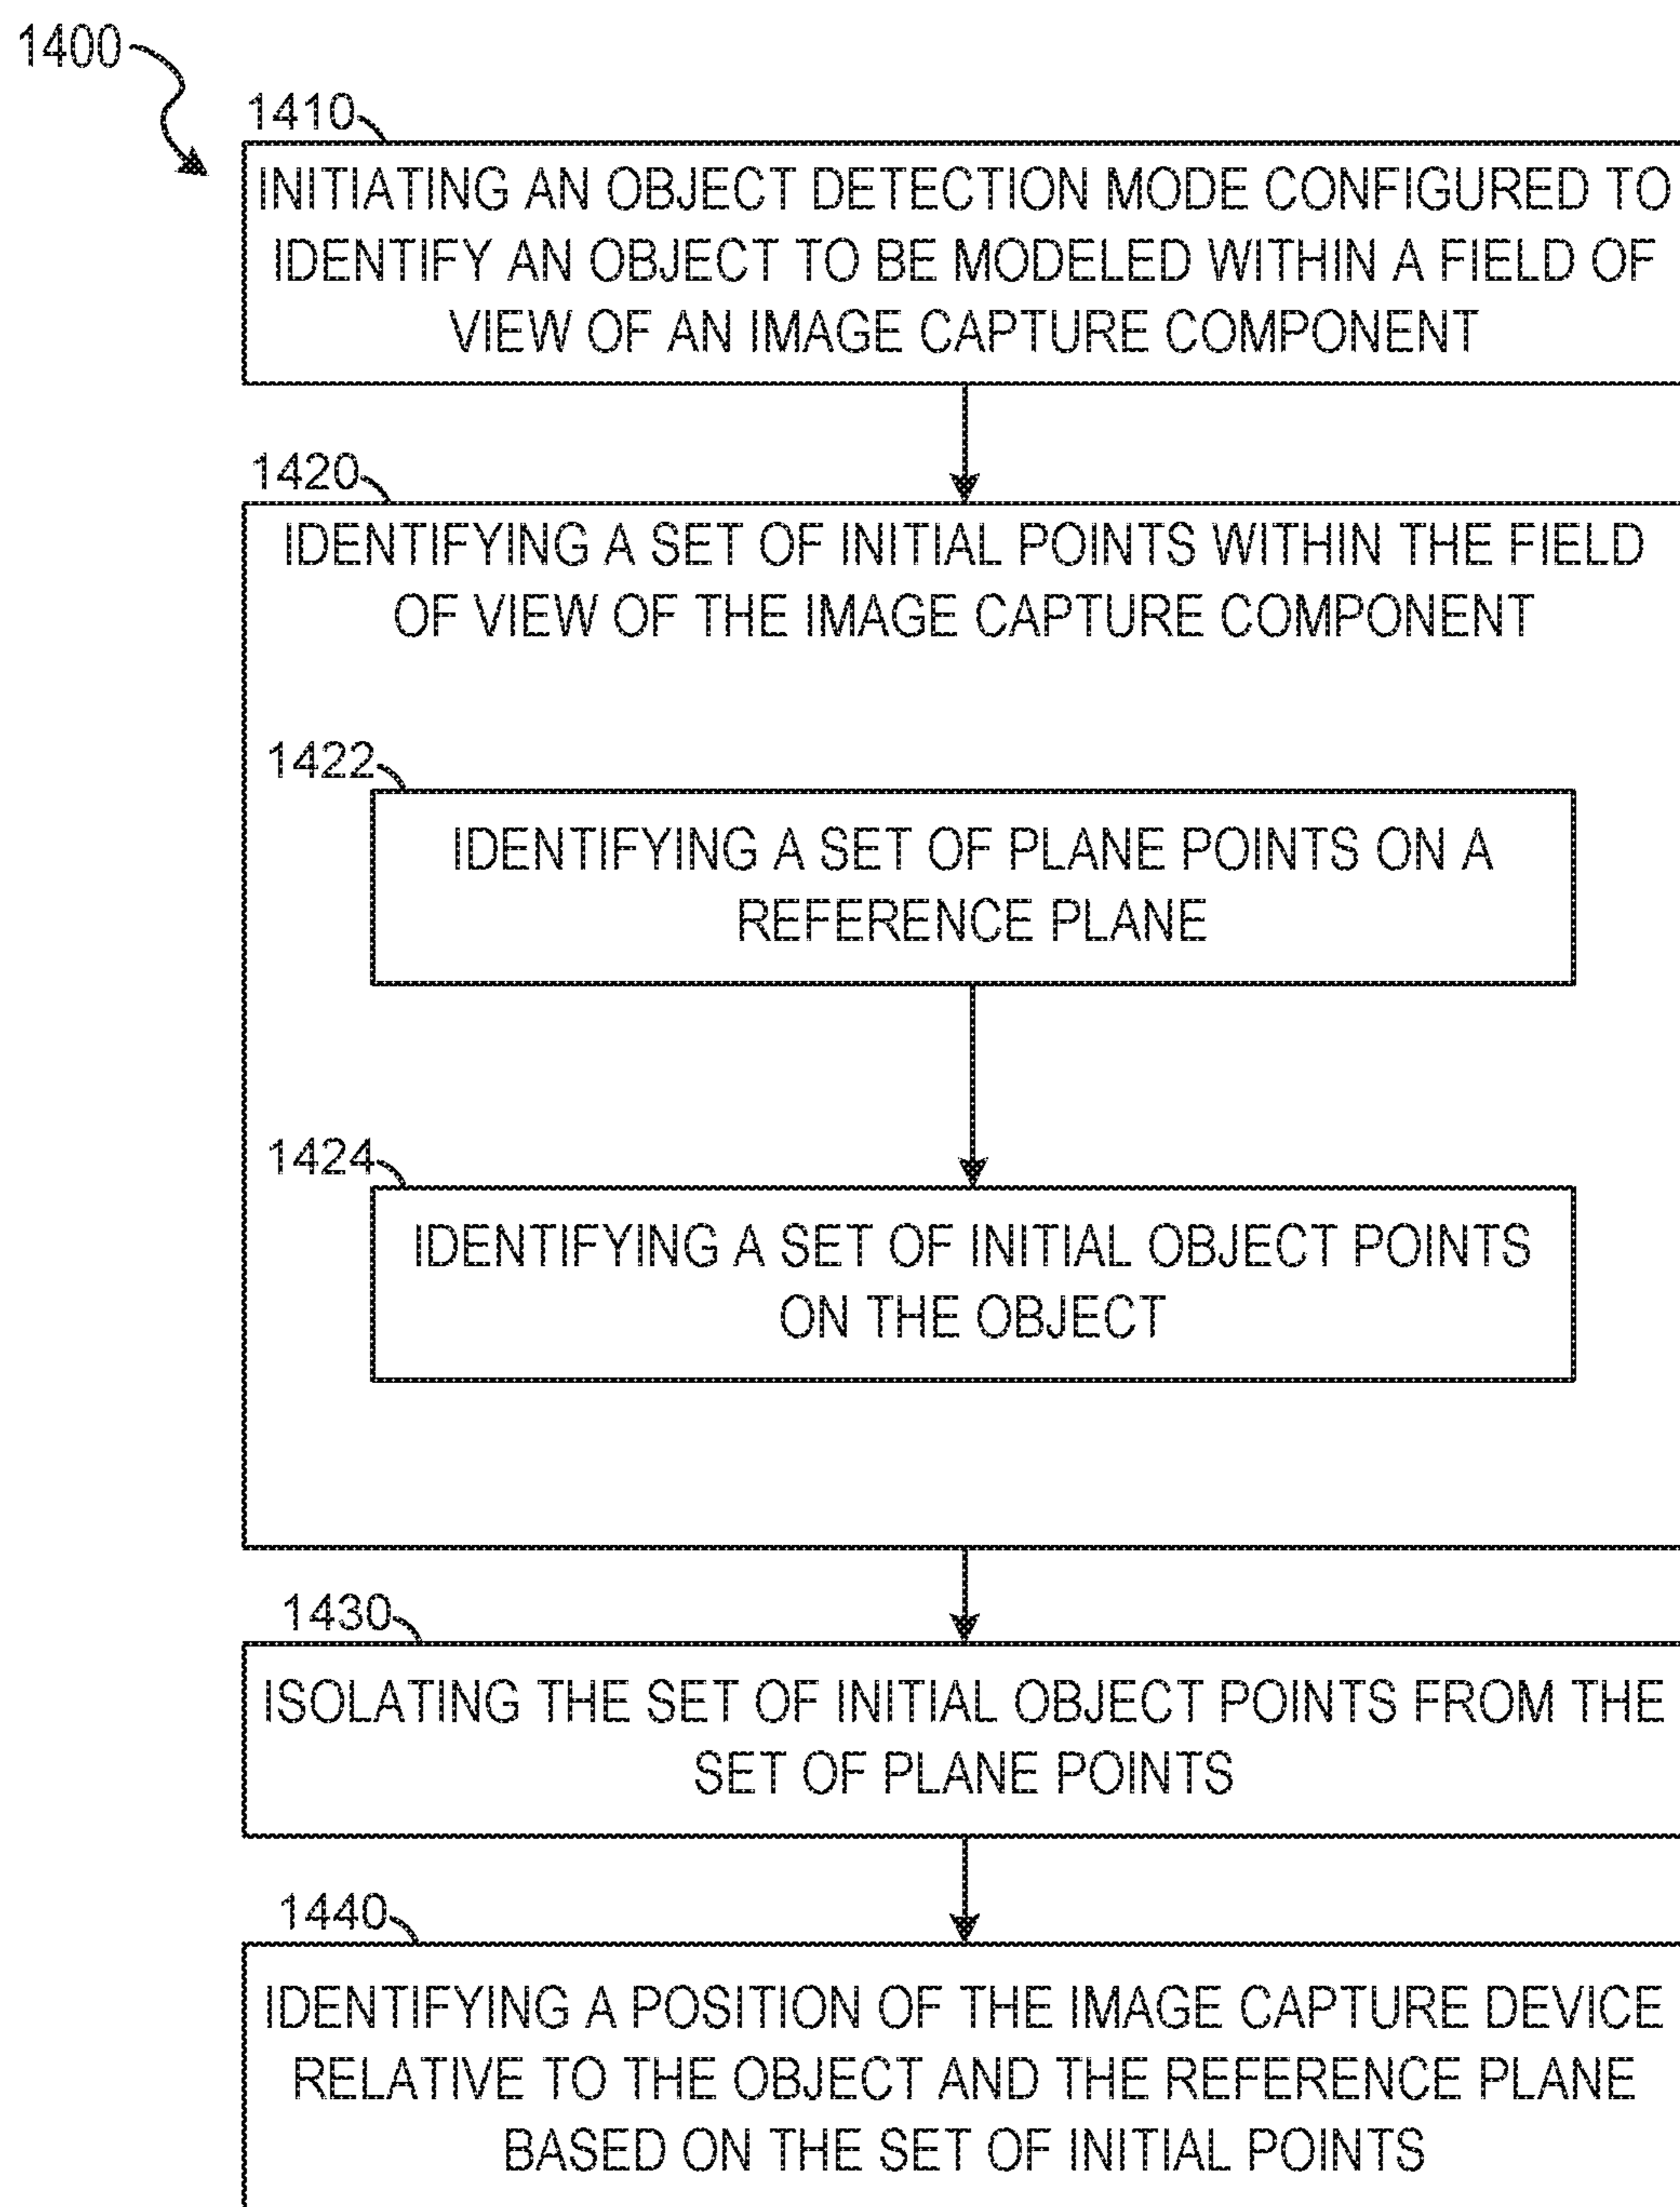 1400
1410
INITIATING AN OBJECT DETECTION MODE CONFIGURED TO
IDENTIFY AN OBJECT TO BE MODELED WITHIN A FIELD OF
VIEW OF AN IMAGE CAPTURE COMPONENT
1420
IDENTIFYING A SET OF INITIAL POINTS WITHIN THE FIELD
OF VIEW OF THE IMAGE CAPTURE COMPONENT
1422
IDENTIFYING A SET OF PLANE POINTS ON A
REFERENCE PLANE
1424
IDENTIFYING A SET OF INITIAL OBJECT POINTS
ON THE OBJECT
1430
ISOLATING THE SET OF INITIAL OBJECT POINTS FROM THE
SET OF PLANE POINTS
1440
IDENTIFYING A POSITION OF THE IMAGE CAPTURE DEVICE
RELATIVE TO THE OBJECT AND THE REFERENCE PLANE
BASED ON THE SET OF INITIAL POINTS